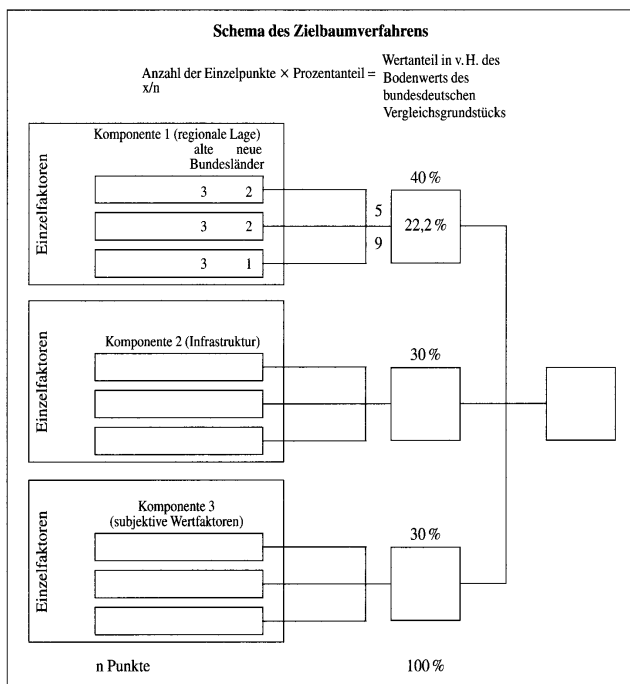 Schema des Zielbaumverfahrens
Anzahl der Einzelpunkte × Prozentanteil =
x/n
Wertanteil in v. H. des
Bodenwerts des
bundesdeutschen
Vergleichsgrundstücks
Einzelfaktoren
Komponente 1 (regionale Lage)
alte neue
Bundesländer
3 2
3 2
3 1
5
9
40 %
22,2 %
Einzelfaktoren
Komponente 2 (Infrastruktur)
30 %
Einzelfaktoren
Komponente 3
(subjektive Wertfaktoren)
30 %
n Punkte
100 %